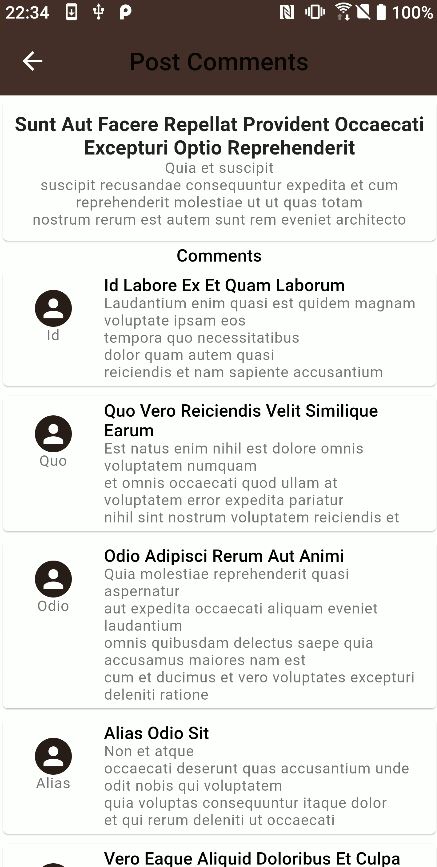 22:34
100%
Post Comments
Sunt Aut Facere Repellat Provident Occaecati
Excepturi Optio Reprehenderit
Quia et suscipit
suscipit recusandae consequuntur expedita et cum
reprehenderit molestiae ut ut quas totam
nostrum rerum est autem sunt rem eveniet architecto
Comments
Id Labore Ex Et Quam Laborum
Laudantium enim quasi est quidem magnam
voluptate ipsam eos
tempora quo necessitatibus
dolor quam autem quasi
reiciendis et nam sapiente accusantium
Id
Quo Vero Reiciendis Velit Similique
Earum
Est natus enim nihil est dolore omnis
voluptatem numquam
et omnis occaecati quod ullam at
voluptatem error expedita pariatur
nihil sint nostrum voluptatem reiciendis et
Quo
Odio Adipisci Rerum Aut Animi
Quia molestiae reprehenderit quasi
aspernatur
aut expedita occaecati aliquam eveniet
laudantium
omnis quibusdam delectus saepe quia
accusamus maiores nam est
cum et ducimus et vero voluptates excepturi
deleniti ratione
Odio
Alias Odio Sit
Non et atque
occaecati deserunt quas accusantium unde
odit nobis qui voluptatem
quia voluptas consequuntur itaque dolor
et qui rerum deleniti ut occaecati
Alias
Vero Eaque Aliquid Doloribus Et Culpa